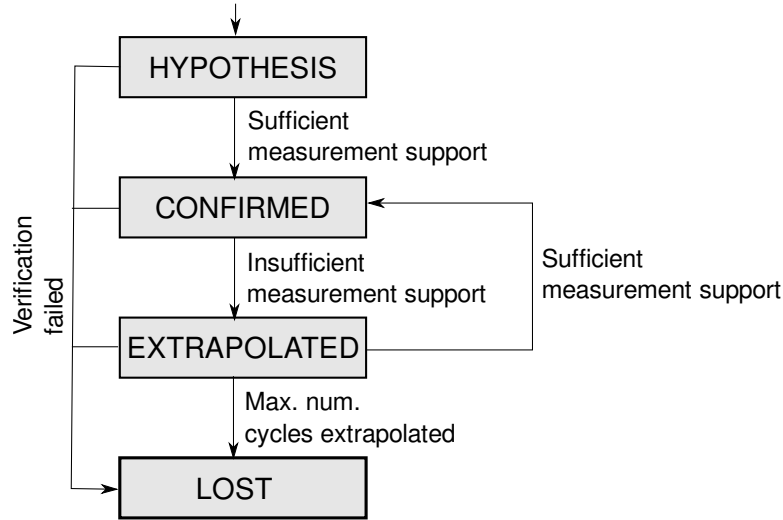 HYPOTHESIS
Sufficient
measurement support
CONFIRMED
Insufficient
measurement support
Sufficient
measurement support
Verification
failed
EXTRAPOLATED
Max. num.
cycles extrapolated
LOST